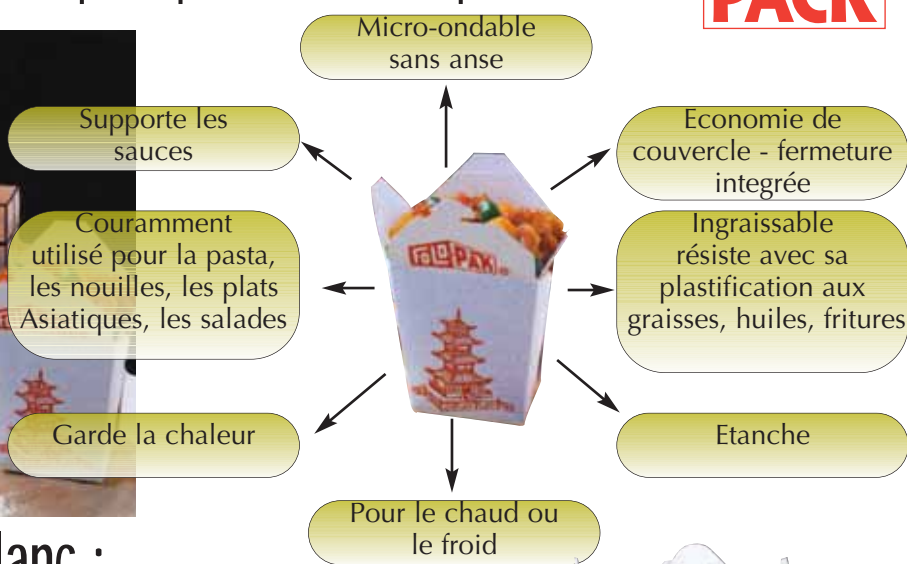 PACK
Micro-ondable
sans anse
Supporte les
sauces
Economie de
couvercle - fermeture
integrée
Couramment
utilisé pour la pasta,
les nouilles, les plats
Asiatiques, les salades
Ingraissable
résiste avec sa
plastification aux
graisses, huiles, fritures
FOLD PAK
Garde la chaleur
Etanche
Pour le chaud ou
le froid